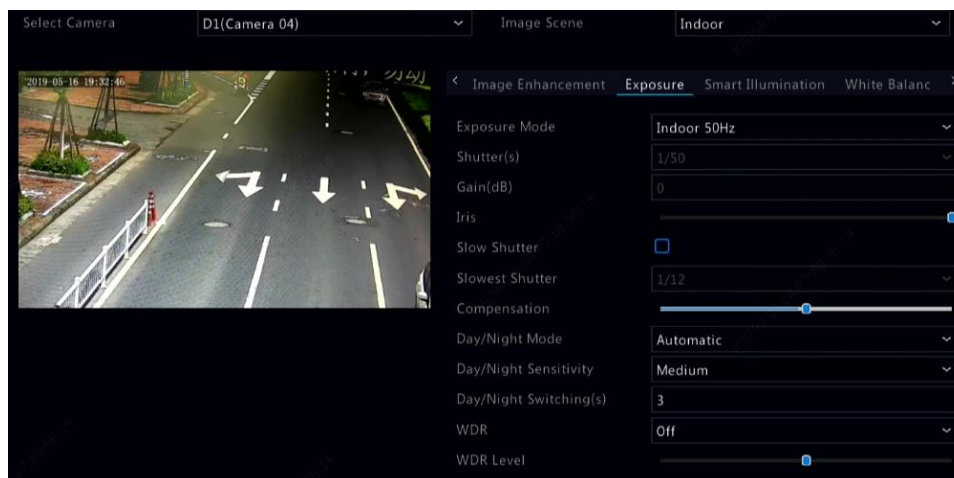 Select Camera D1(Camera 04) Image Scene Indoor
2019-05-16 19:32:46
Image Enhancement Exposure Smart Illumination White Balanc
Exposure Mode Indoor 50Hz
Shutter(s) 1/50
Gain(dB) 0
Iris
Slow Shutter
Slowest Shutter 1/12
Compensation
Day/Night Mode Automatic
Day/Night Sensitivity Medium
Day/Night Switching(s) 3
WDR Off
WDR Level